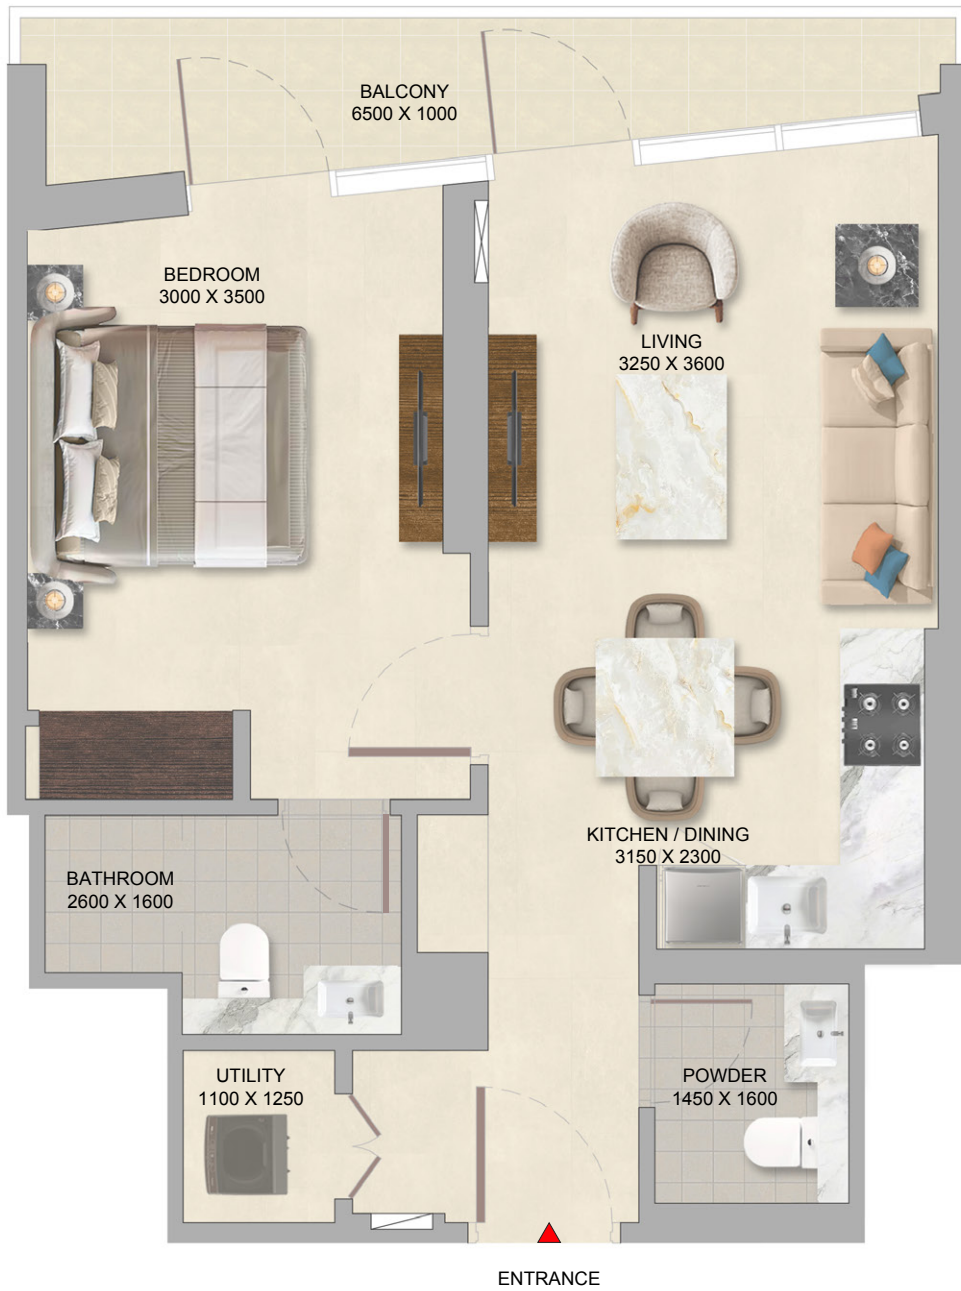 BALCONY
6500 X 1000
BEDROOM
3000 X 3500
LIVING
3250 X 3600
KITCHEN / DINING
3150 X 2300
BATHROOM
2600 X 1600
UTILITY
1100 X 1250
POWDER
1450 X 1600
ENTRANCE